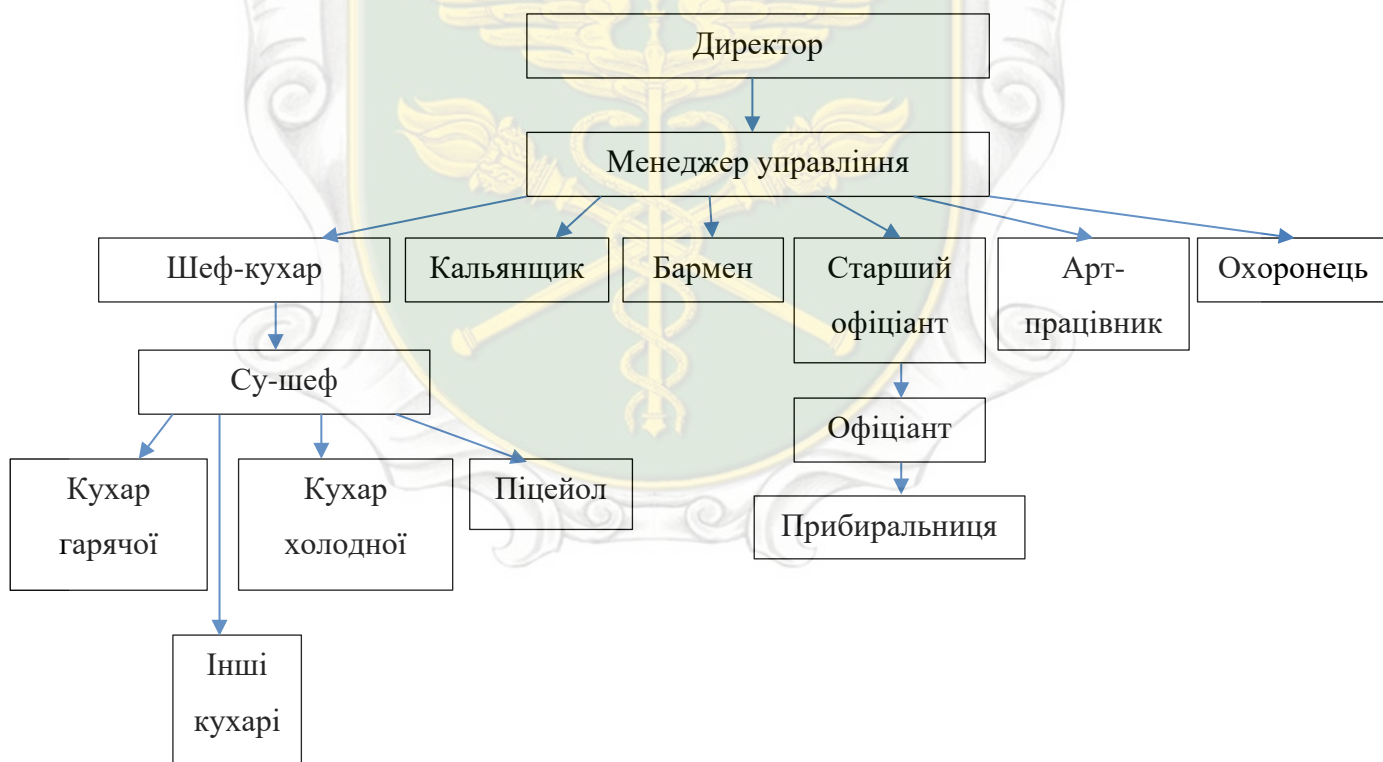 Директор
Менеджер управління
Шеф-кухар
Кальянщик
Бармен
Старший
офіціант
Арт-
працівник
Охоронець
Су-шеф
Офіціант
Кухар
гарячої
Кухар
холодної
Піцейол
Прибиральниця
Інші
кухарі